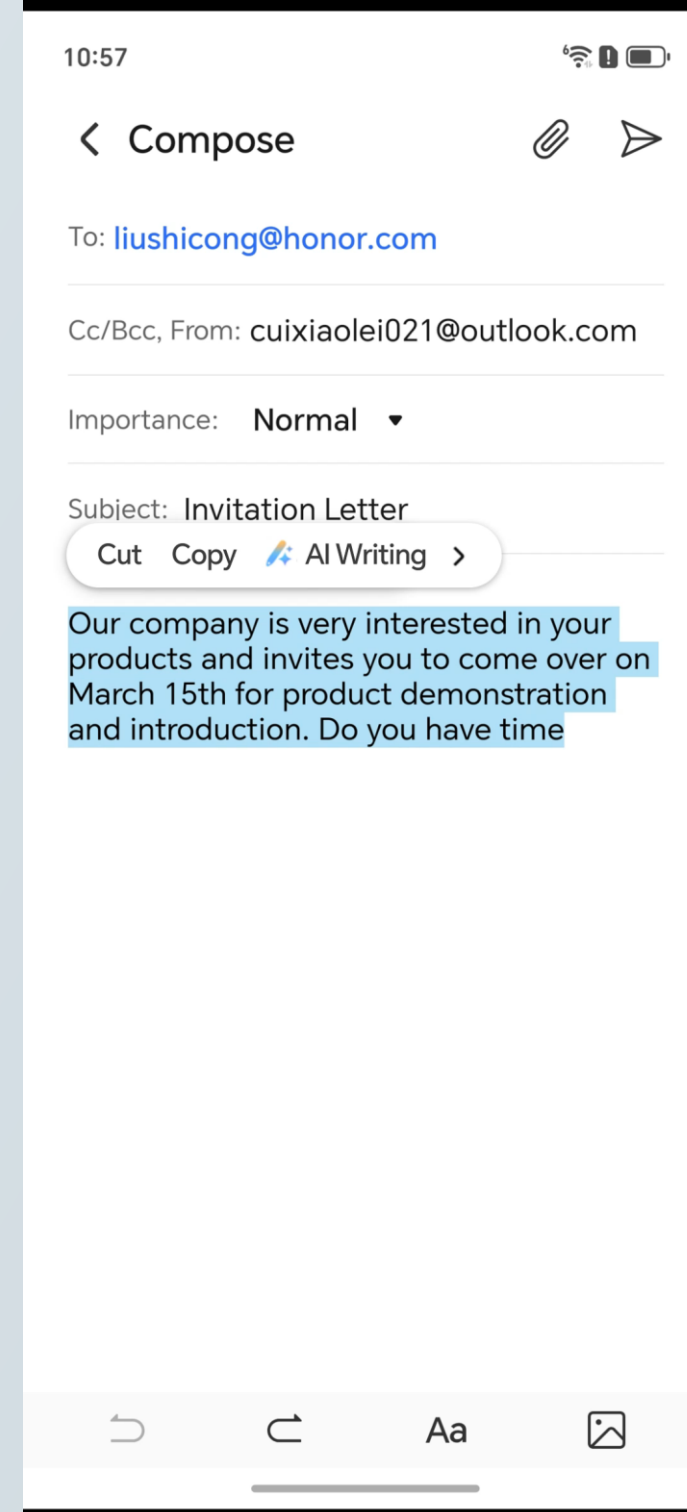 10:57
6
Compose
To: liushicong@honor.com
Cc/Bcc, From: cuixiaolei021@outlook.com
Importance: Normal
Subject: Invitation Letter
Cut Copy AI Writing
Our company is very interested in your
products and invites you to come over on
March 15th for product demonstration
and introduction. Do you have time
Aa